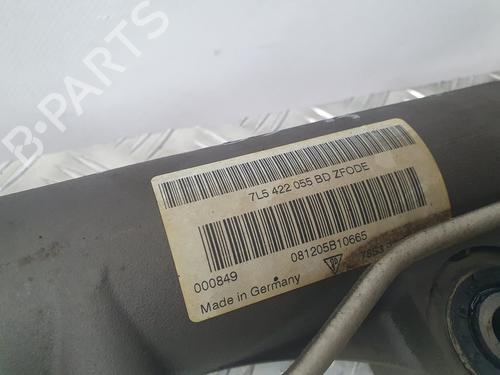 B-PARTS
7L5 422 055 BD ZFODE
081205B10665
000849
Made in Germany